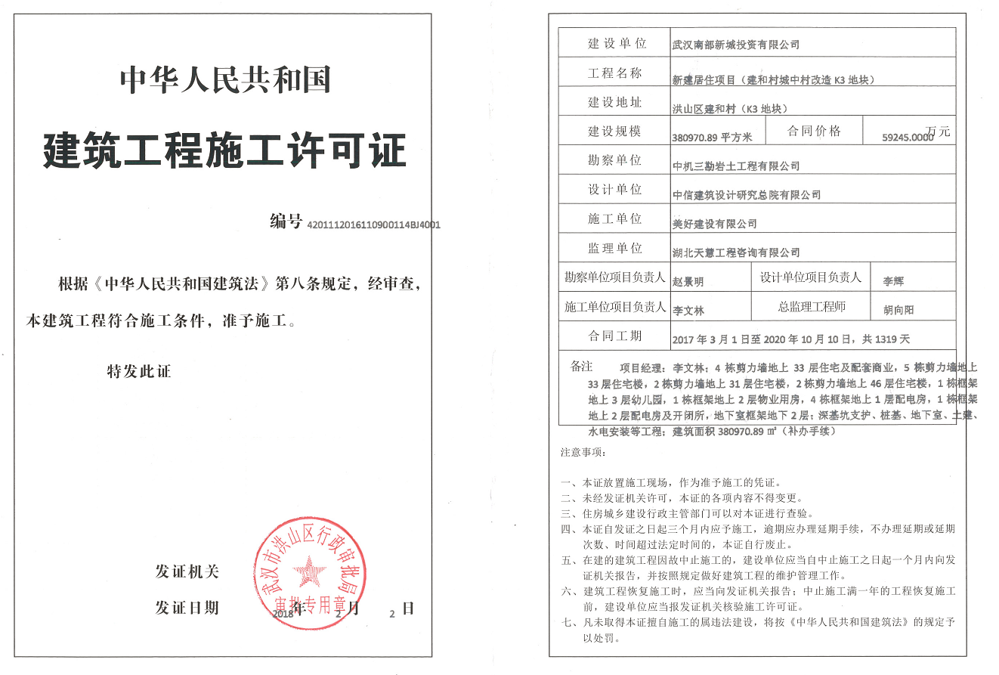 中华人民共和国
建筑工程施工许可证
编号 4201112016110900114BJ4001
根据《中华人民共和国建筑法》第八条规定，经审查，
本建筑工程符合施工条件，准予施工。
特发此证
武汉市洪山区行政审批局
审批专用章
发证机关
发证日期 2018 年 2 月 2 日
建设单位 武汉南部新城投资有限公司
工程名称 新建居住项目（建和村城中村改造 K3 地块）
建设地址 洪山区建和村（K3 地块）
建设规模 380970.89 平方米 合同价格 59245.0000 万元
勘察单位 中机三勘岩土工程有限公司
设计单位 中信建筑设计研究总院有限公司
施工单位 美好建设有限公司
监理单位 湖北天慧工程咨询有限公司
勘察单位项目负责人 赵景明 设计单位项目负责人 李辉
施工单位项目负责人 李文林 总监理工程师 胡向阳
合同工期 2017 年 3 月 1 日至 2020 年 10 月 10 日，共 1319 天
备注 项目经理：李文林；4 栋剪力墙地上 33 层住宅及配套商业，5 栋剪力墙地上
33 层住宅楼，2 栋剪力墙地上 31 层住宅楼，2 栋剪力墙地上 46 层住宅楼，1 栋框架
地上 3 层幼儿园，1 栋框架地上 2 层物业用房，4 栋框架地上 1 层配电房，1 栋框架
地上 2 层配电房及开闭所，地下室框架地下 2 层；深基坑支护、桩基、地下室、土建、
水电安装等工程；建筑面积 380970.89 ㎡（补办手续）
注意事项：
一、本证放置施工现场，作为准予施工的凭证。
二、未经发证机关许可，本证的各项内容不得变更。
三、住房城乡建设行政主管部门可以对本证进行查验。
四、本证自发证之日起三个月内应予施工，逾期应办理延期手续，不办理延期或延期
次数、时间超过法定时间的，本证自行废止。
五、在建的建筑工程因故中止施工的，建设单位应当自中止施工之日起一个月内向发
证机关报告，并按照规定做好建筑工程的维护管理工作。
六、建筑工程恢复施工时，应当向发证机关报告；中止施工满一年的工程恢复施工
前，建设单位应当报发证机关核验施工许可证。
七、凡未取得本证擅自施工的属违法建设，将按《中华人民共和国建筑法》的规定予
以处罚。